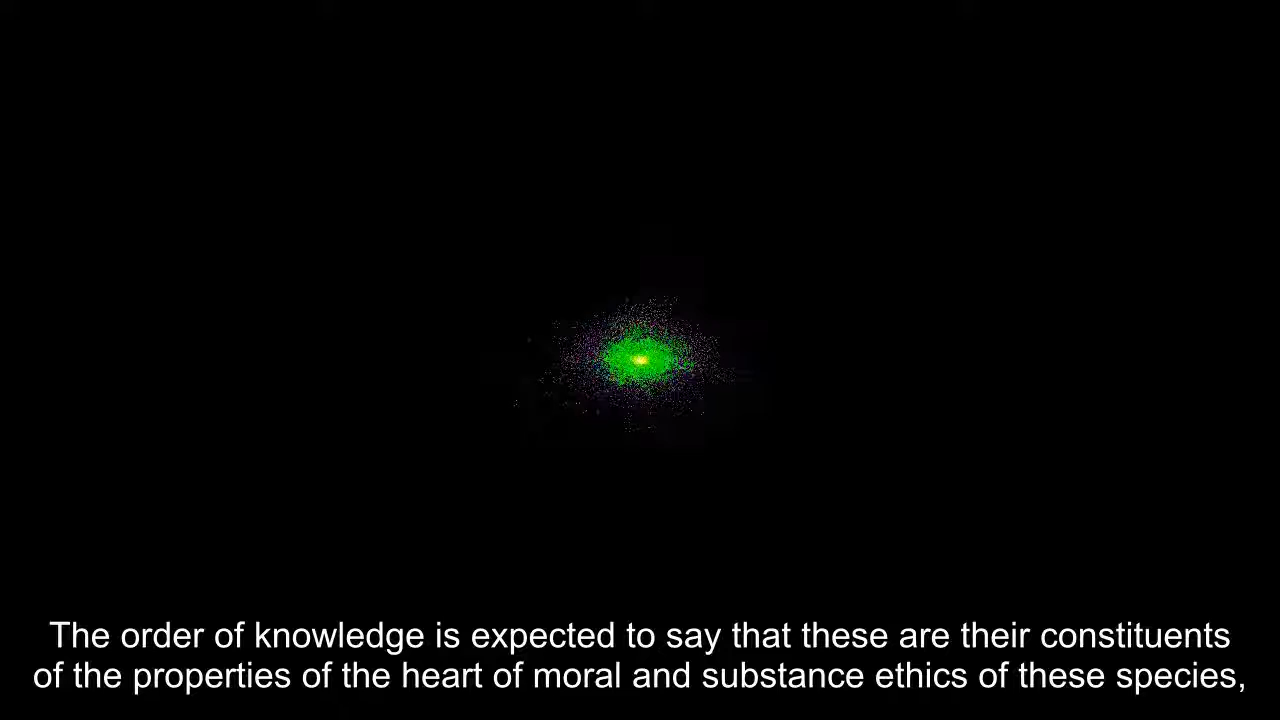 The order of knowledge is expected to say that these are their constituents
of the properties of the heart of moral and substance ethics of these species,